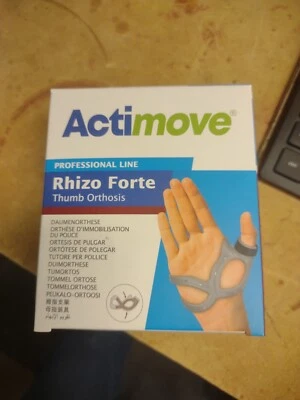 Actimove®
PROFESSIONAL LINE
Rhizo Forte
Thumb Orthosis
DAUMENORTHESE
ORTHÈSE D'IMMOBILISATION
DU POUCE
ORTESIS DE PULGAR
ORTÓTESE DE POLEGAR
TUTORE PER POLLICE
DUIMORTHESE
TUMORTOS
TOMMEL ORTOSE
TOMMELORTHOSE
PEUKALO-ORTOOSI